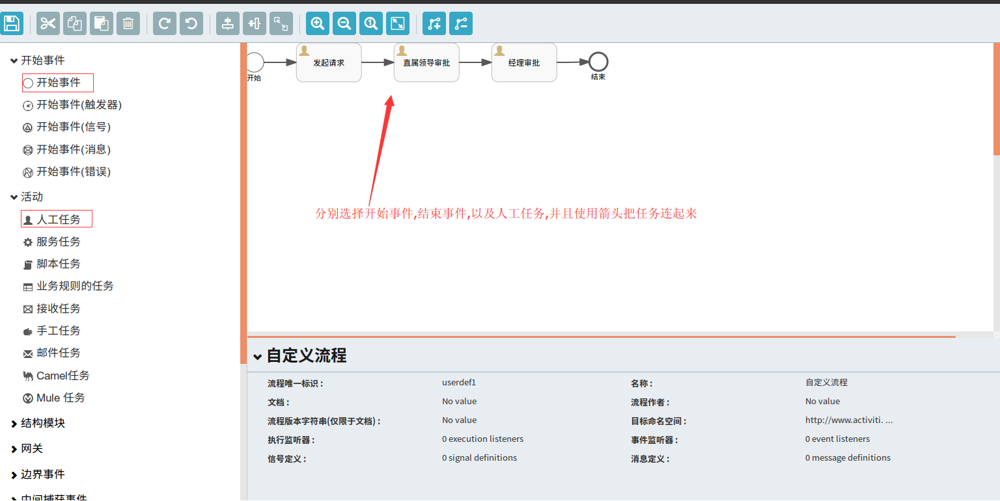 开始事件
开始事件
开始事件(触发器)
开始事件(信号)
开始事件(消息)
开始事件(错误)
活动
人工任务
服务任务
脚本任务
业务规则的任务
接收任务
手工任务
邮件任务
Camel任务
Mule 任务
结构模块
网关
边界事件
中间捕获事件
开始
发起请求
直属领导审批
经理审批
结束
分别选择开始事件,结束事件,以及人工任务,并且使用箭头把任务连起来
自定义流程
流程唯一标识 : userdef1 名称 : 自定义流程
文档 : No value 流程作者 : No value
流程版本字符串(仅限于文档) : No value 目标命名空间 : http://www.activiti. ...
执行监听器 : 0 execution listeners 事件监听器 : 0 event listeners
信号定义 : 0 signal definitions 消息定义 : 0 message definitions